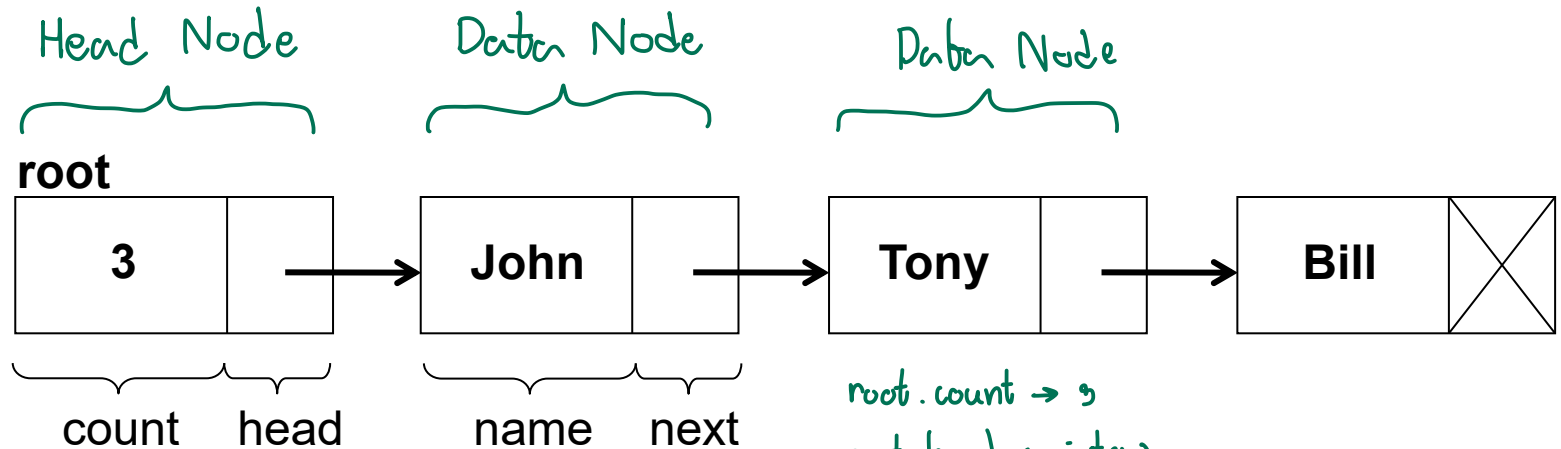 Head Node Data Node Data Node
root
3 John Tony Bill
count head name next
root.count → 3